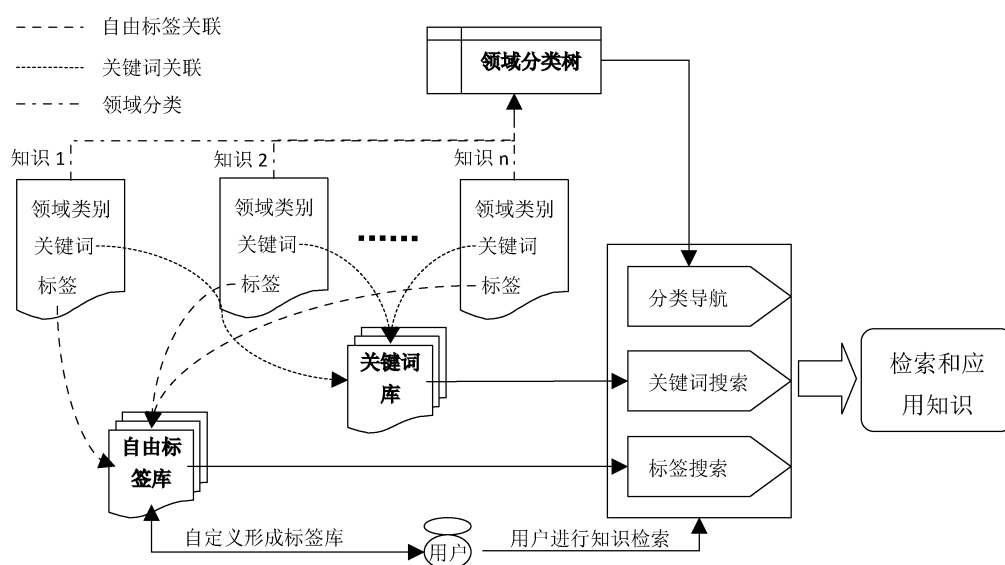 自由标签关联
关键词关联
领域分类
领域分类树
知识 1
知识 2
知识 n
领域类别
关键词
标签
领域类别
关键词
标签
领域类别
关键词
标签
......
关键词
库
自由标
签库
分类导航
关键词搜索
标签搜索
检索和应
用知识
自定义形成标签库
用户
用户进行知识检索